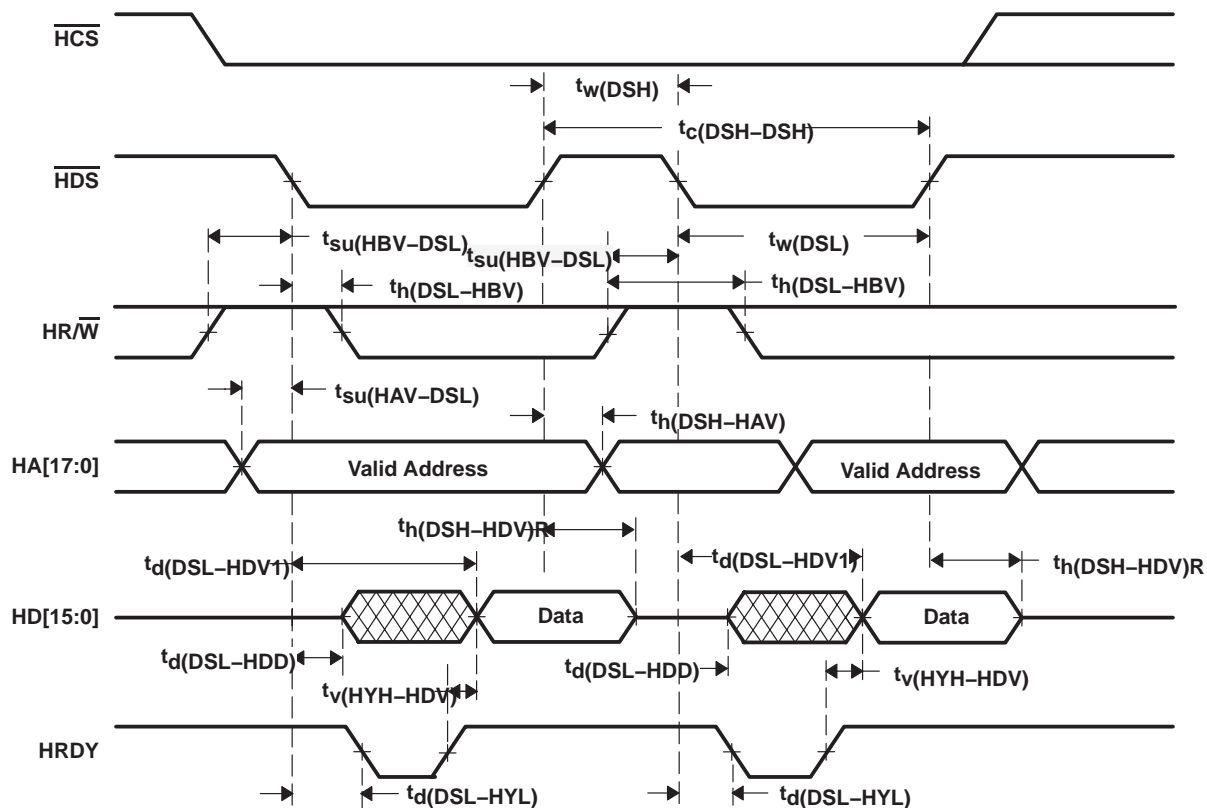 HCS
tw(DSH)
tc(DSH–DSH)
HDS
tsu(HBV–DSL)
tsu(HBV–DSL)
tw(DSL)
th(DSL–HBV)
th(DSL–HBV)
HR/W
tsu(HAV–DSL)
th(DSH–HAV)
HA[17:0]
Valid Address
Valid Address
th(DSH–HDV)R
td(DSL–HDV1)
td(DSL–HDV1)
th(DSH–HDV)R
HD[15:0]
Data
Data
td(DSL–HDD)
td(DSL–HDD)
tv(HYH–HDV)
tv(HYH–HDV)
HRDY
td(DSL–HYL)
td(DSL–HYL)